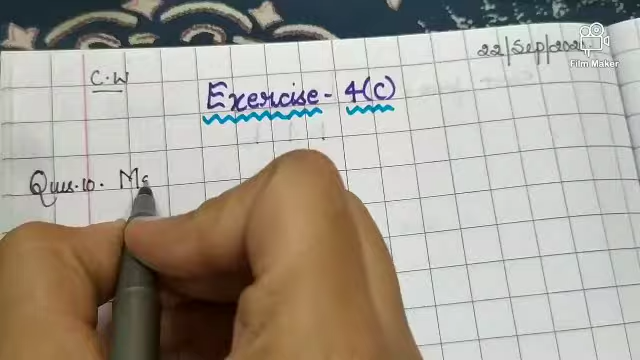 22/Sep/202
Film Maker
C.W
Exercise - 4(C)
Ques.10.